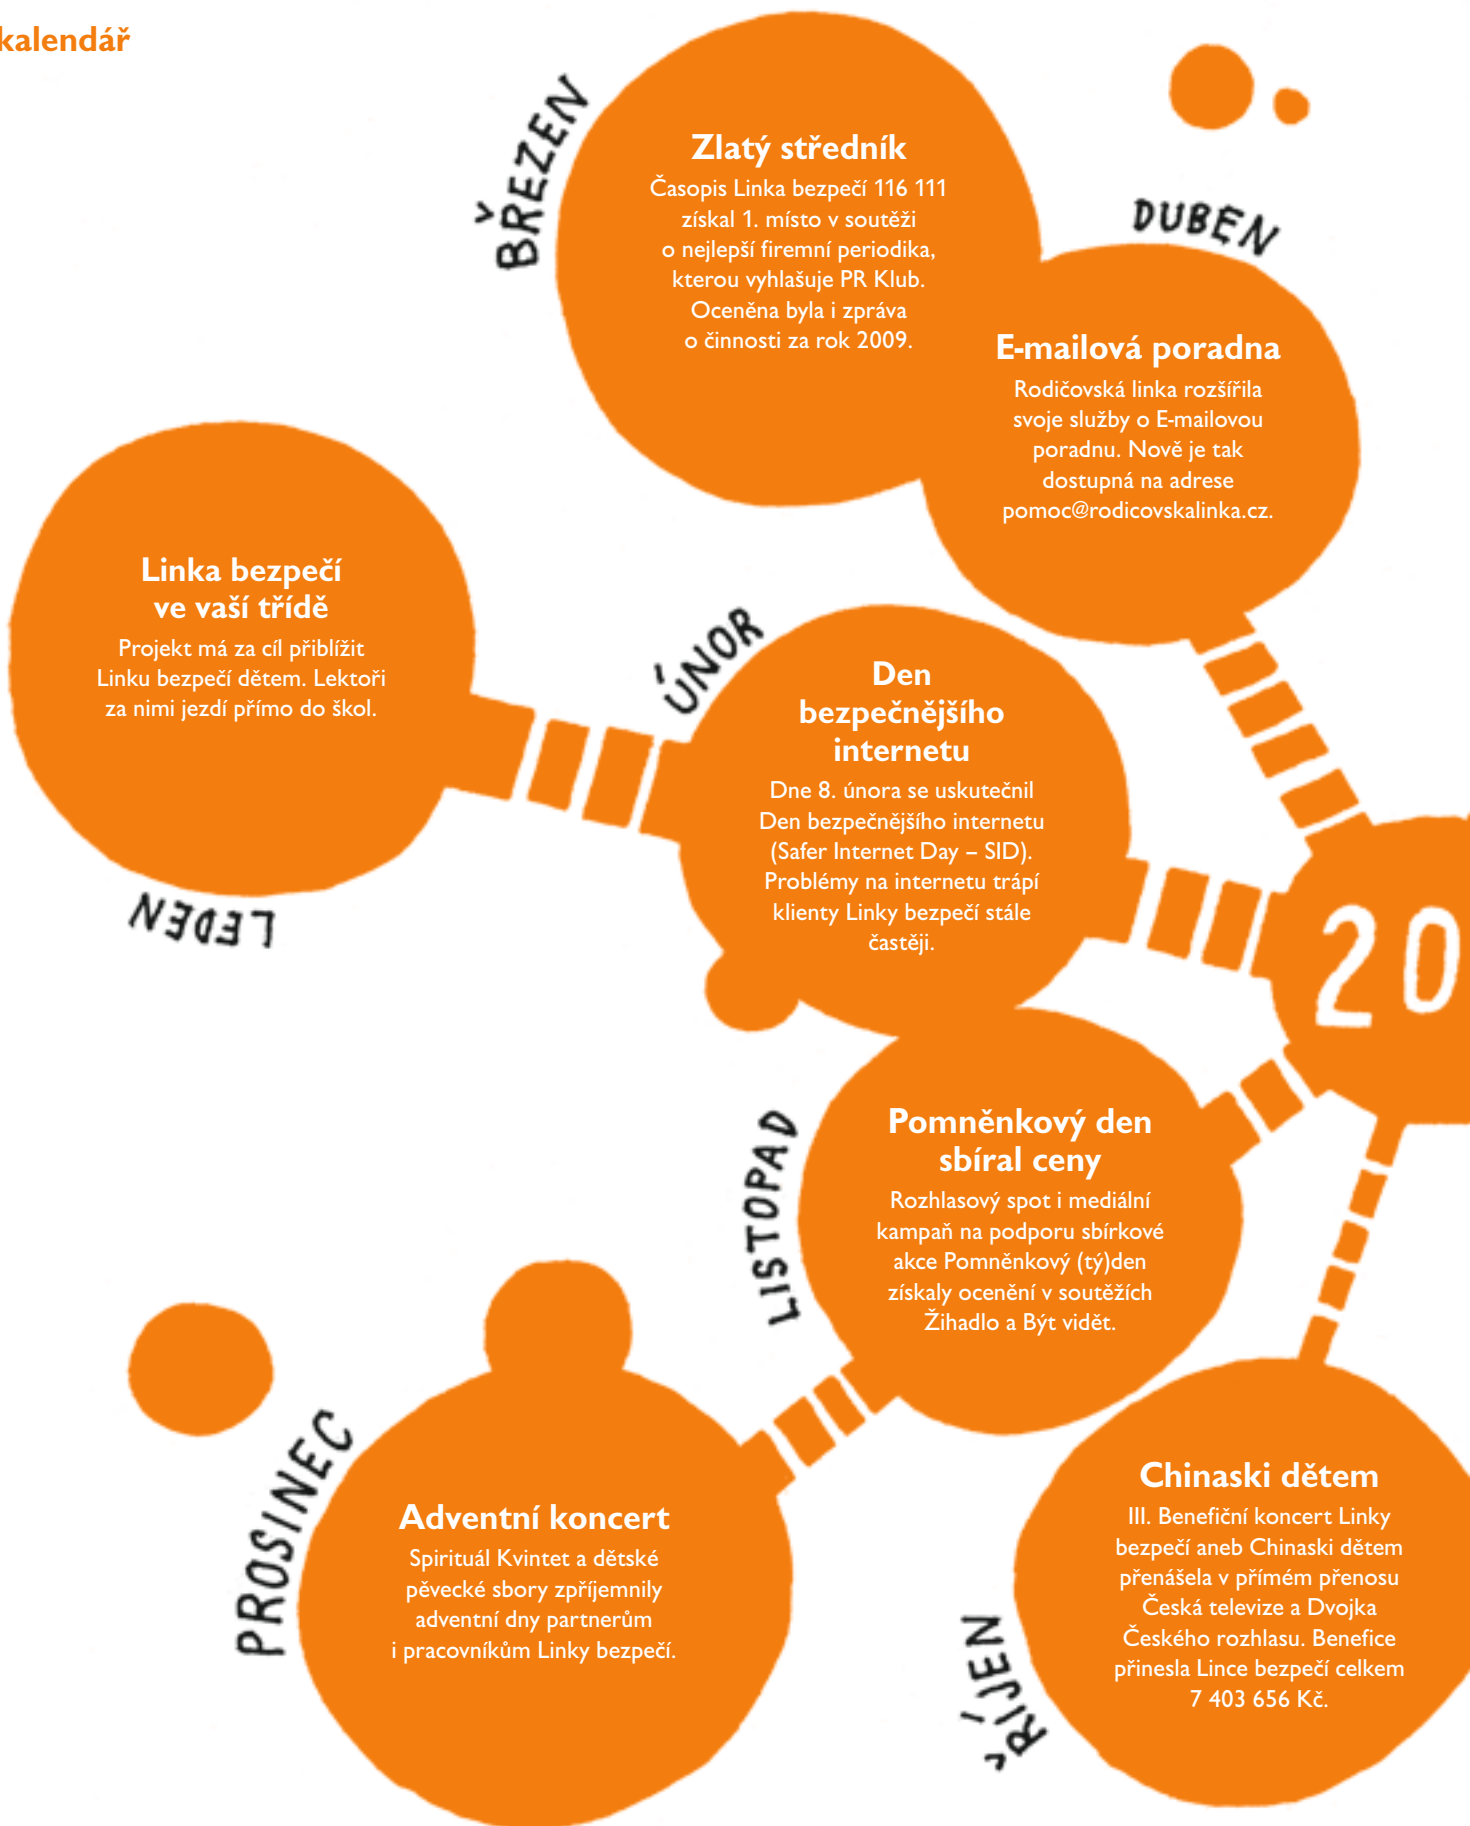 kalendář
BŘEZEN
Zlatý středník
Časopis Linka bezpečí 116 111
získal 1. místo v soutěži
o nejlepší firemní periodika,
kterou vyhlašuje PR Klub.
Oceněna byla i zpráva
o činnosti za rok 2009.
DUBEN
E-mailová poradna
Rodičovská linka rozšířila
svoje služby o E-mailovou
poradnu. Nově je tak
dostupná na adrese
pomoc@rodicovskalinka.cz.
Linka bezpečí
ve vaší třídě
Projekt má za cíl přiblížit
Linku bezpečí dětem. Lektoři
za nimi jezdí přímo do škol.
LEDEN
ÚNOR
Den
bezpečnějšího
internetu
Dne 8. února se uskutečnil
Den bezpečnějšího internetu
(Safer Internet Day – SID).
Problémy na internetu trápí
klienty Linky bezpečí stále
častěji.
20
LISTOPAD
Pomněnkový den
sbíral ceny
Rozhlasový spot i mediální
kampaň na podporu sbírkové
akce Pomněnkový (tý)den
získaly ocenění v soutěžích
Žihadlo a Být vidět.
PROSINEC
Adventní koncert
Spirituál Kvintet a dětské
pěvecké sbory zpříjemnily
adventní dny partnerům
i pracovníkům Linky bezpečí.
ŘÍJEN
Chinaski dětem
III. Benefiční koncert Linky
bezpečí aneb Chinaski dětem
přenášela v přímém přenosu
Česká televize a Dvojka
Českého rozhlasu. Benefice
přinesla Lince bezpečí celkem
7 403 656 Kč.